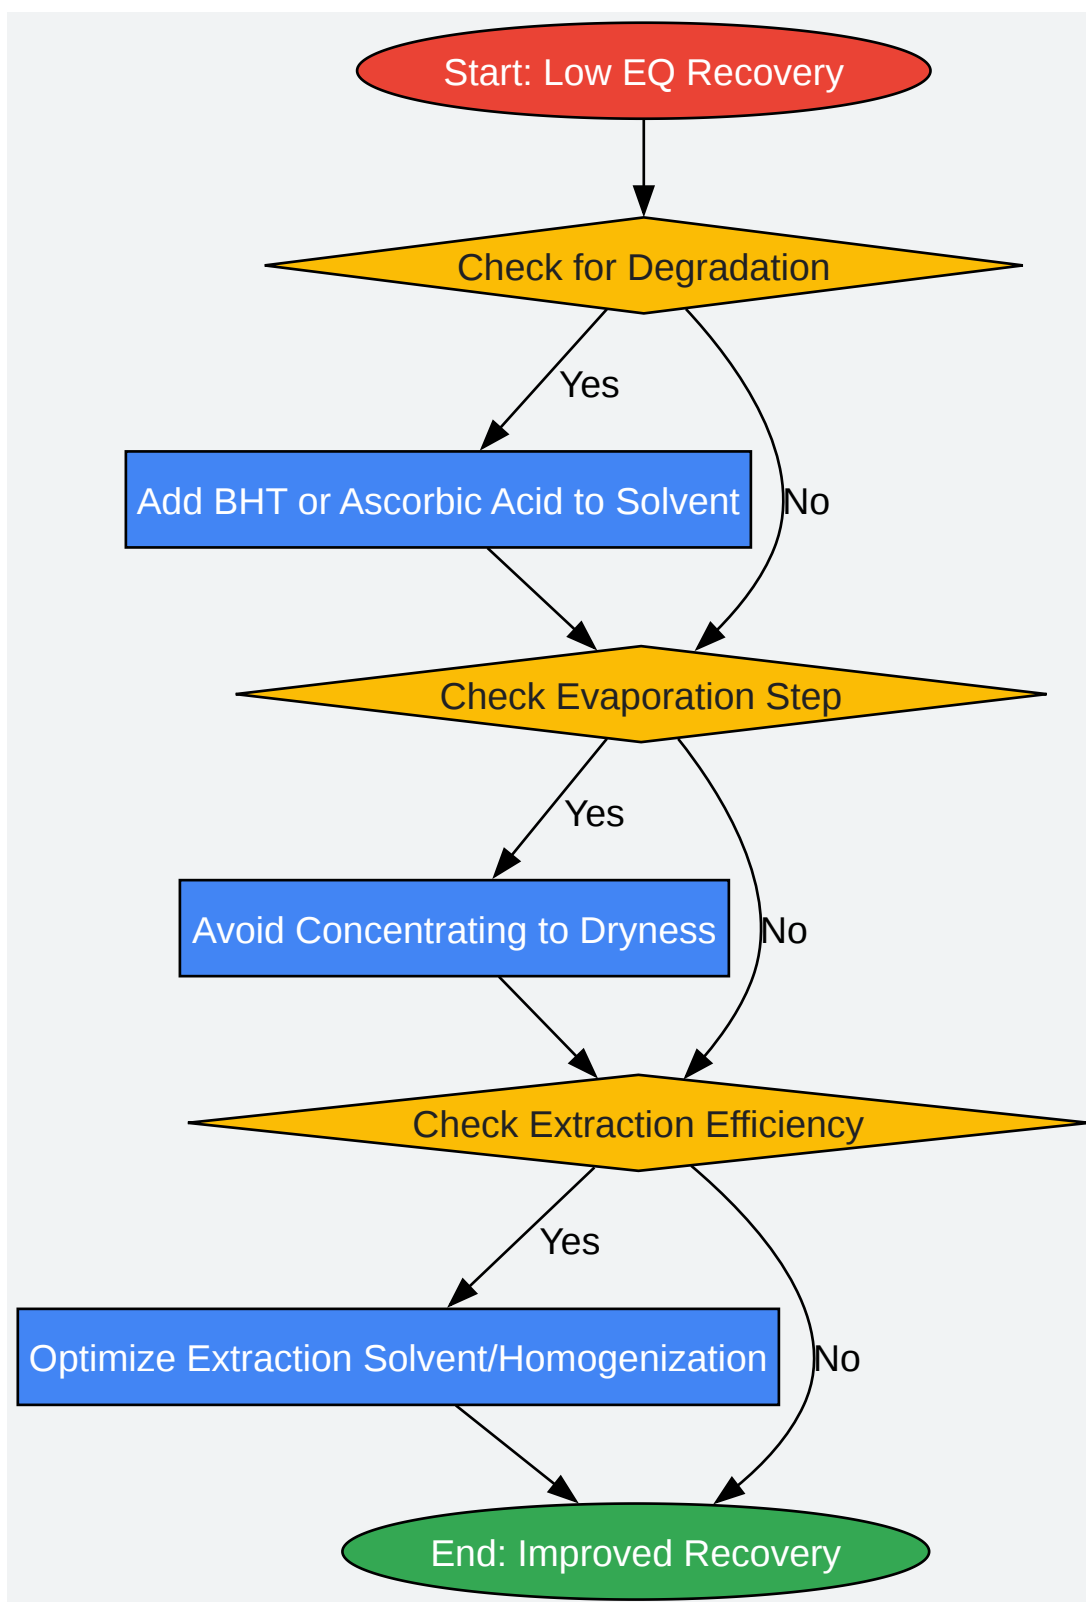 Start: Low EQ Recovery
Check for Degradation
Yes
Add BHT or Ascorbic Acid to Solvent
No
Check Evaporation Step
Yes
Avoid Concentrating to Dryness
No
Check Extraction Efficiency
Yes
Optimize Extraction Solvent/Homogenization
No
End: Improved Recovery